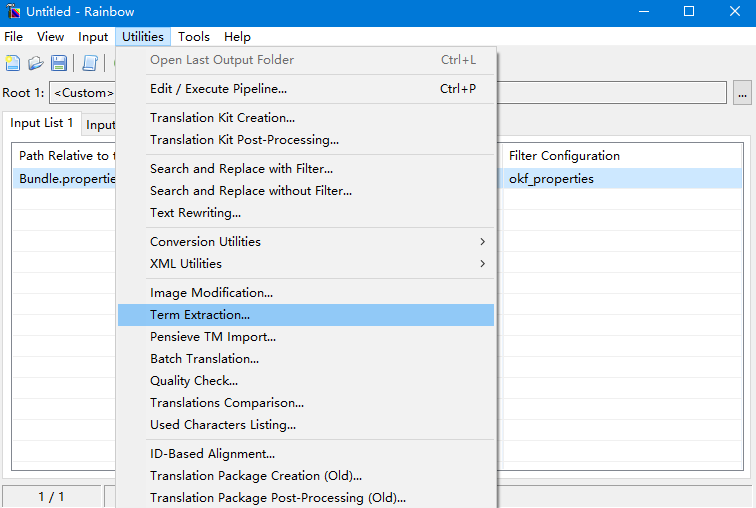 Untitled - Rainbow
File View Input Utilities Tools Help
Open Last Output Folder Ctrl+L
Root 1: <Custom> ...
Edit / Execute Pipeline... Ctrl+P
Input List 1 Input
Translation Kit Creation...
Translation Kit Post-Processing...
Path Relative to Filter Configuration
Search and Replace with Filter...
Bundle.propertie okf_properties
Search and Replace without Filter...
Text Rewriting...
Conversion Utilities
XML Utilities
Image Modification...
Term Extraction...
Pensieve TM Import...
Batch Translation...
Quality Check...
Translations Comparison...
Used Characters Listing...
ID-Based Alignment...
Translation Package Creation (Old)...
1 / 1
Translation Package Post-Processing (Old)...